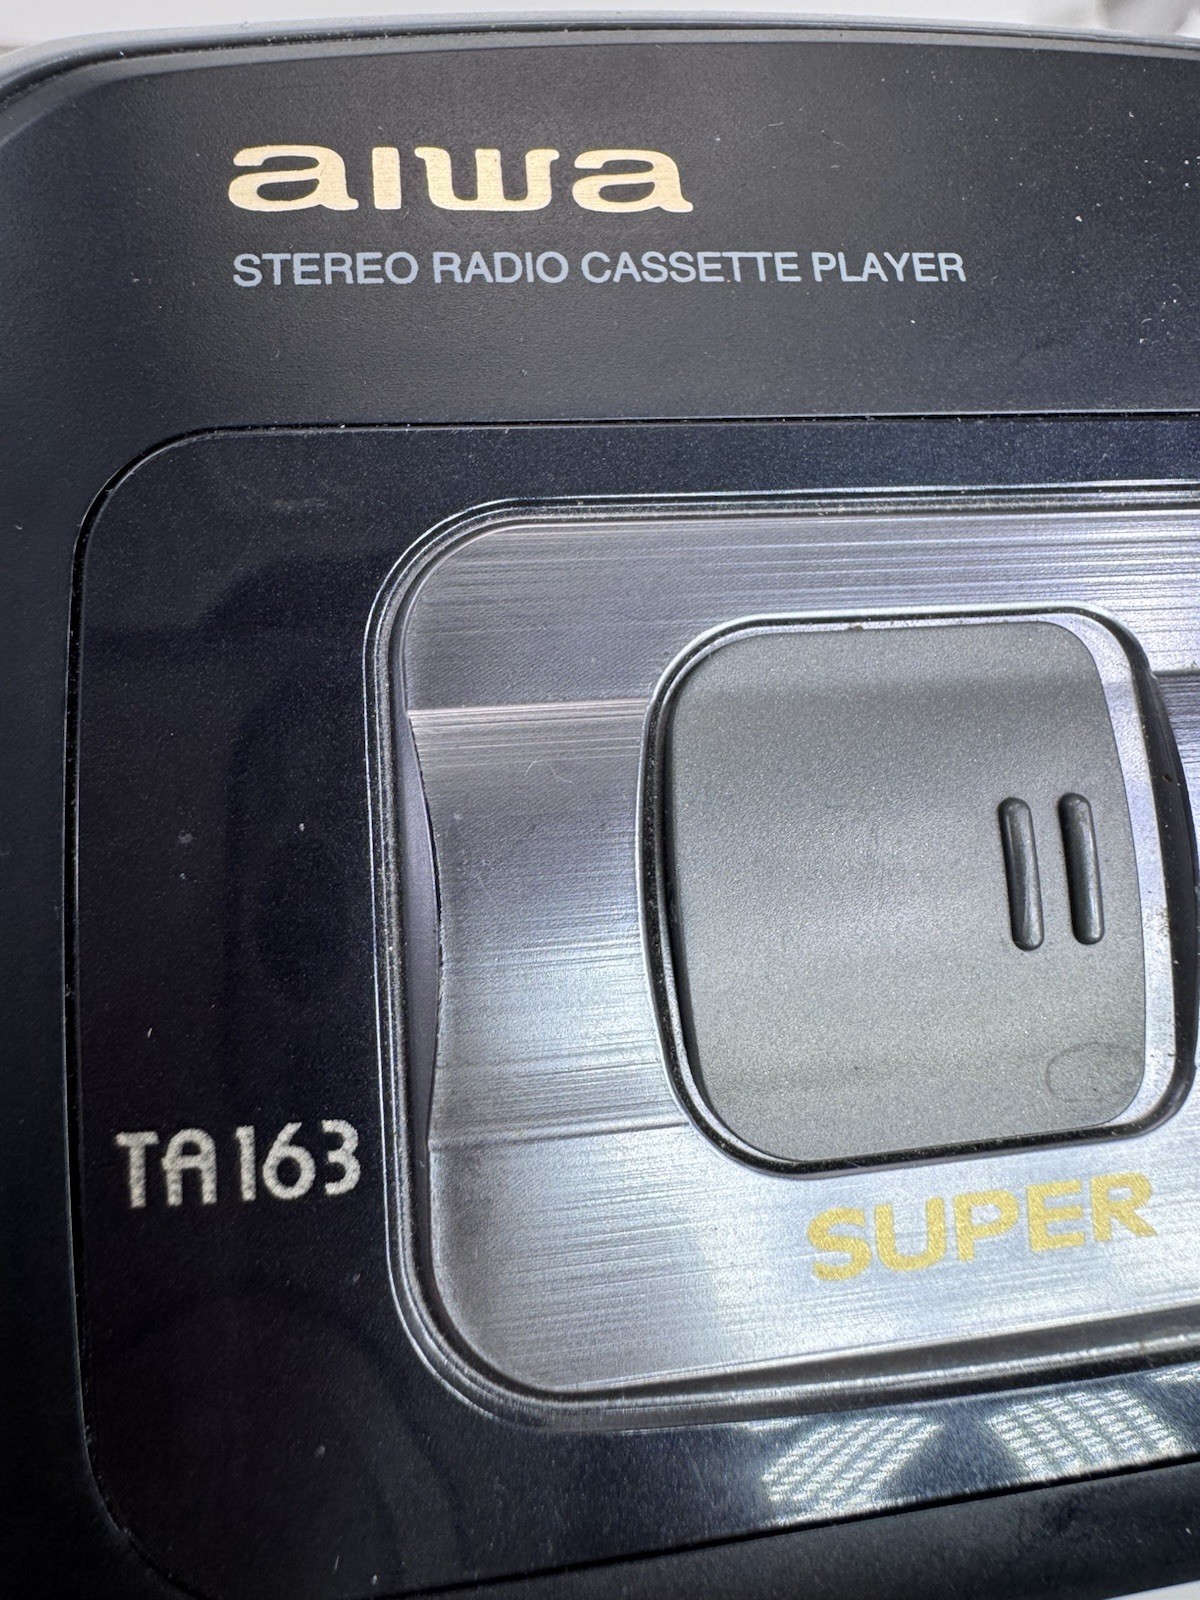 aiwa
STEREO RADIO CASSETTE PLAYER
TA163
SUPER